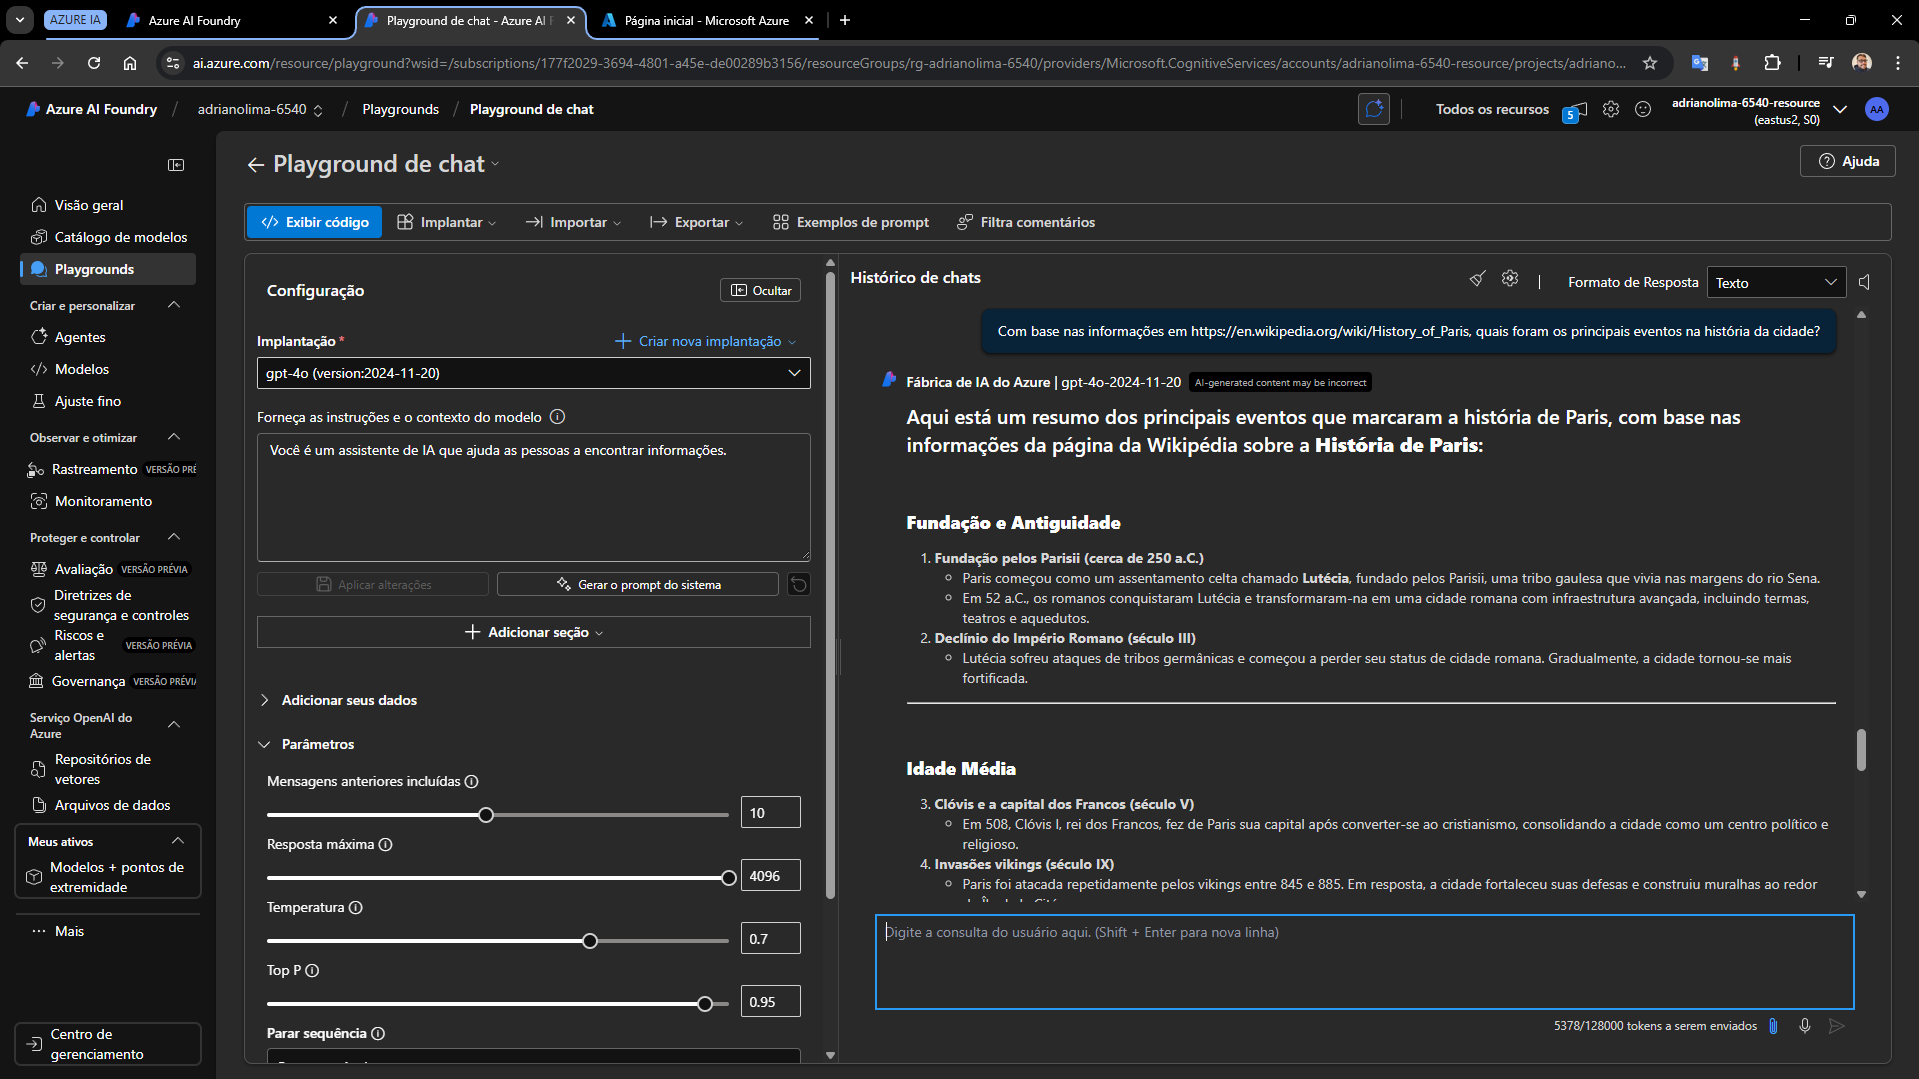 AZURE IA
Azure AI Foundry
Playground de chat - Azure AI F
Página inicial - Microsoft Azure
ai.azure.com/resource/playground?wsid=/subscriptions/177f2029-3694-4801-a45e-de00289b3156/resourceGroups/rg-adrianolima-6540/providers/Microsoft.CognitiveServices/accounts/adrianolima-6540-resource/projects/adriano...
Azure AI Foundry / adrianolima-6540 / Playgrounds / Playground de chat
Todos os recursos
5
adrianolima-6540-resource
(eastus2, S0)
AA
Visão geral
Catálogo de modelos
Playgrounds
Criar e personalizar
Agentes
Modelos
Ajuste fino
Observar e otimizar
Rastreamento VERSÃO PRÉ
Monitoramento
Proteger e controlar
Avaliação VERSÃO PRÉVIA
Diretrizes de
segurança e controles
Riscos e
alertas VERSÃO PRÉVIA
Governança VERSÃO PRÉVIA
Serviço OpenAI do
Azure
Repositórios de
vetores
Arquivos de dados
Meus ativos
Modelos + pontos de
extremidade
Mais
Centro de
gerenciamento
Playground de chat
Ajuda
Exibir código
Implantar
Importar
Exportar
Exemplos de prompt
Filtra comentários
Configuração
Ocultar
Implantação *
Criar nova implantação
gpt-4o (version:2024-11-20)
Forneça as instruções e o contexto do modelo
Você é um assistente de IA que ajuda as pessoas a encontrar informações.
Aplicar alterações
Gerar o prompt do sistema
Adicionar seção
Adicionar seus dados
Parâmetros
Mensagens anteriores incluídas
10
Resposta máxima
4096
Temperatura
0.7
Top P
0.95
Parar sequência
Histórico de chats
Formato de Resposta
Texto
Com base nas informações em https://en.wikipedia.org/wiki/History_of_Paris, quais foram os principais eventos na história da cidade?
Fábrica de IA do Azure | gpt-4o-2024-11-20 AI-generated content may be incorrect
Aqui está um resumo dos principais eventos que marcaram a história de Paris, com base nas
informações da página da Wikipédia sobre a História de Paris:
Fundação e Antiguidade
1. Fundação pelos Parisii (cerca de 250 a.C.)
Paris começou como um assentamento celta chamado Lutécia, fundado pelos Parisii, uma tribo gaulesa que vivia nas margens do rio Sena.
Em 52 a.C., os romanos conquistaram Lutécia e transformaram-na em uma cidade romana com infraestrutura avançada, incluindo termas,
teatros e aquedutos.
2. Declínio do Império Romano (século III)
Lutécia sofreu ataques de tribos germânicas e começou a perder seu status de cidade romana. Gradualmente, a cidade tornou-se mais
fortificada.
Idade Média
3. Clóvis e a capital dos Francos (século V)
Em 508, Clóvis I, rei dos Francos, fez de Paris sua capital após converter-se ao cristianismo, consolidando a cidade como um centro político e
religioso.
4. Invasões vikings (século IX)
Paris foi atacada repetidamente pelos vikings entre 845 e 885. Em resposta, a cidade fortaleceu suas defesas e construiu muralhas ao redor
Digite a consulta do usuário aqui. (Shift + Enter para nova linha)
5378/128000 tokens a serem enviados